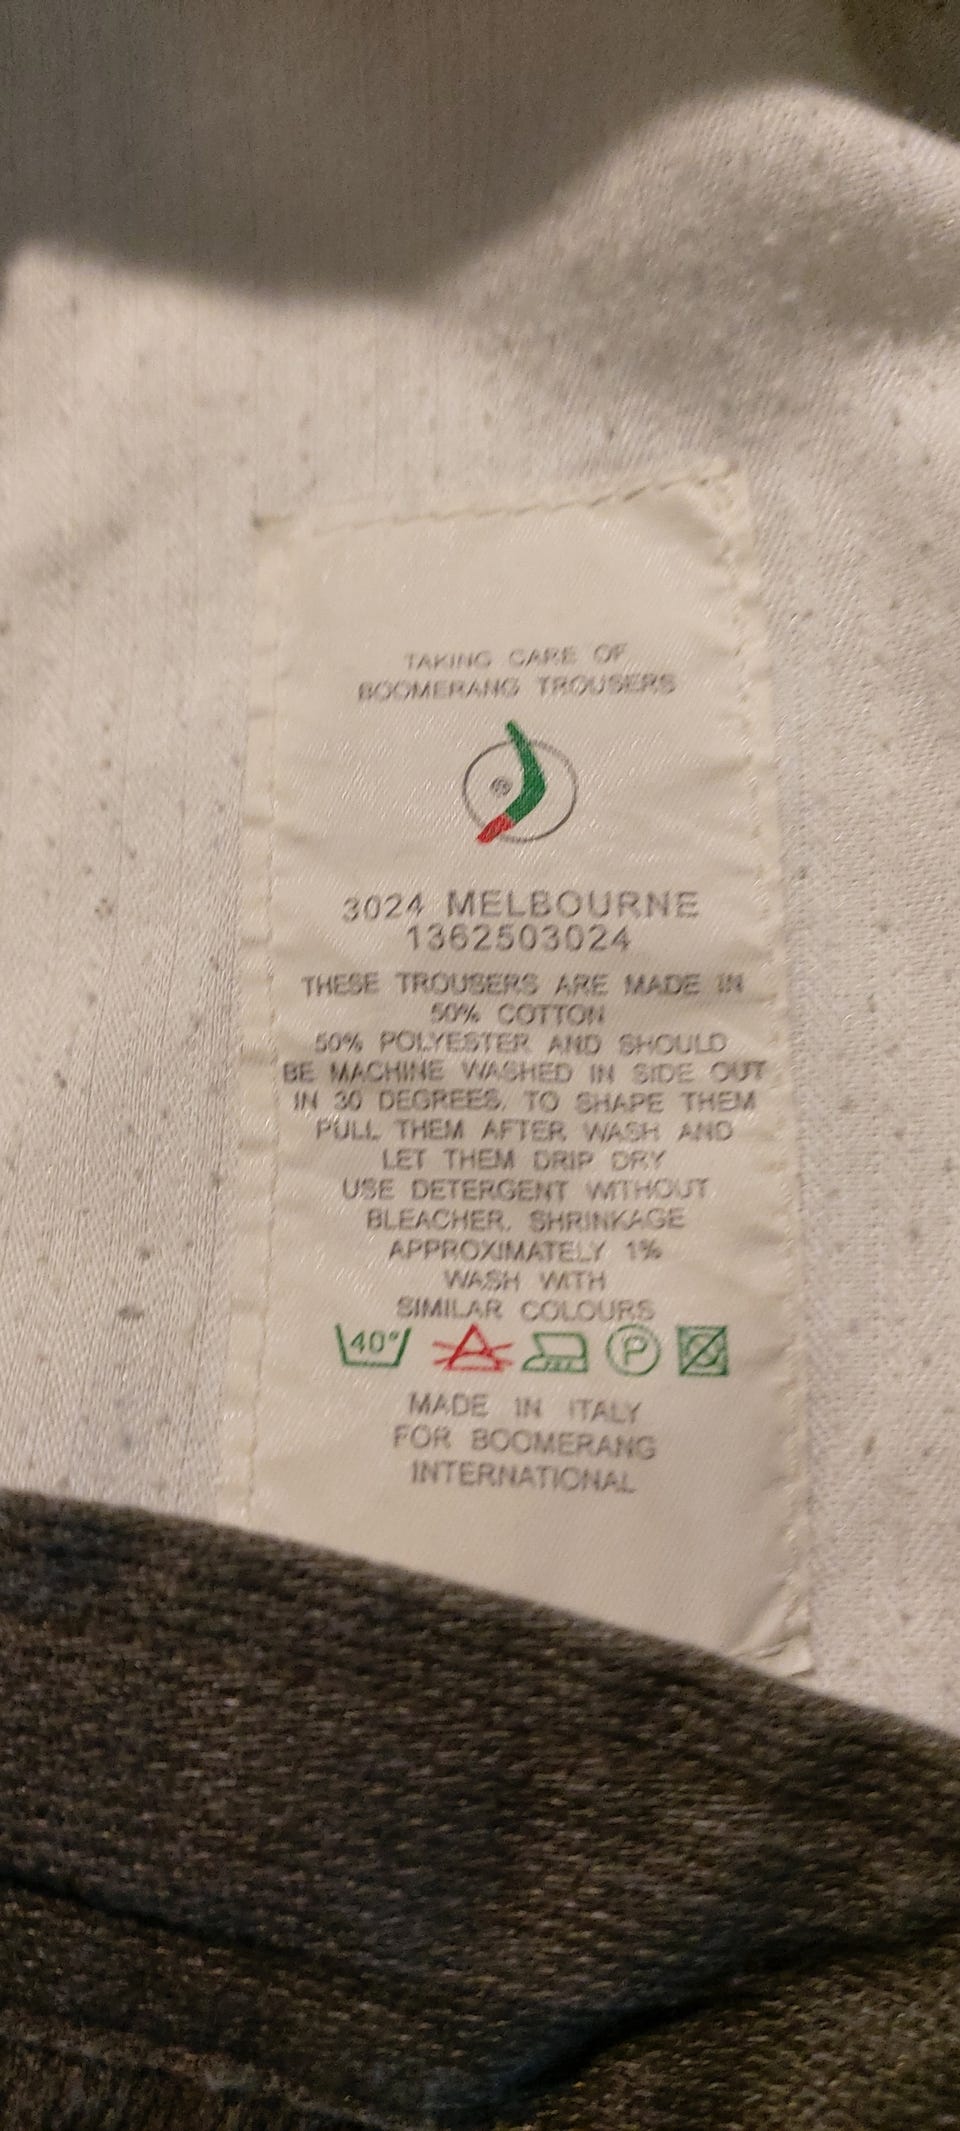 TAKING CARE OF
BOOMERANG TROUSERS
®
3024 MELBOURNE
1362503024
THESE TROUSERS ARE MADE IN
50% COTTON
50% POLYESTER AND SHOULD
BE MACHINE WASHED IN SIDE OUT
IN 30 DEGREES. TO SHAPE THEM
PULL THEM AFTER WASH AND
LET THEM DRIP DRY
USE DETERGENT WITHOUT
BLEACHER. SHRINKAGE
APPROXIMATELY 1%
WASH WITH
SIMILAR COLOURS
40° P
MADE IN ITALY
FOR BOOMERANG
INTERNATIONAL